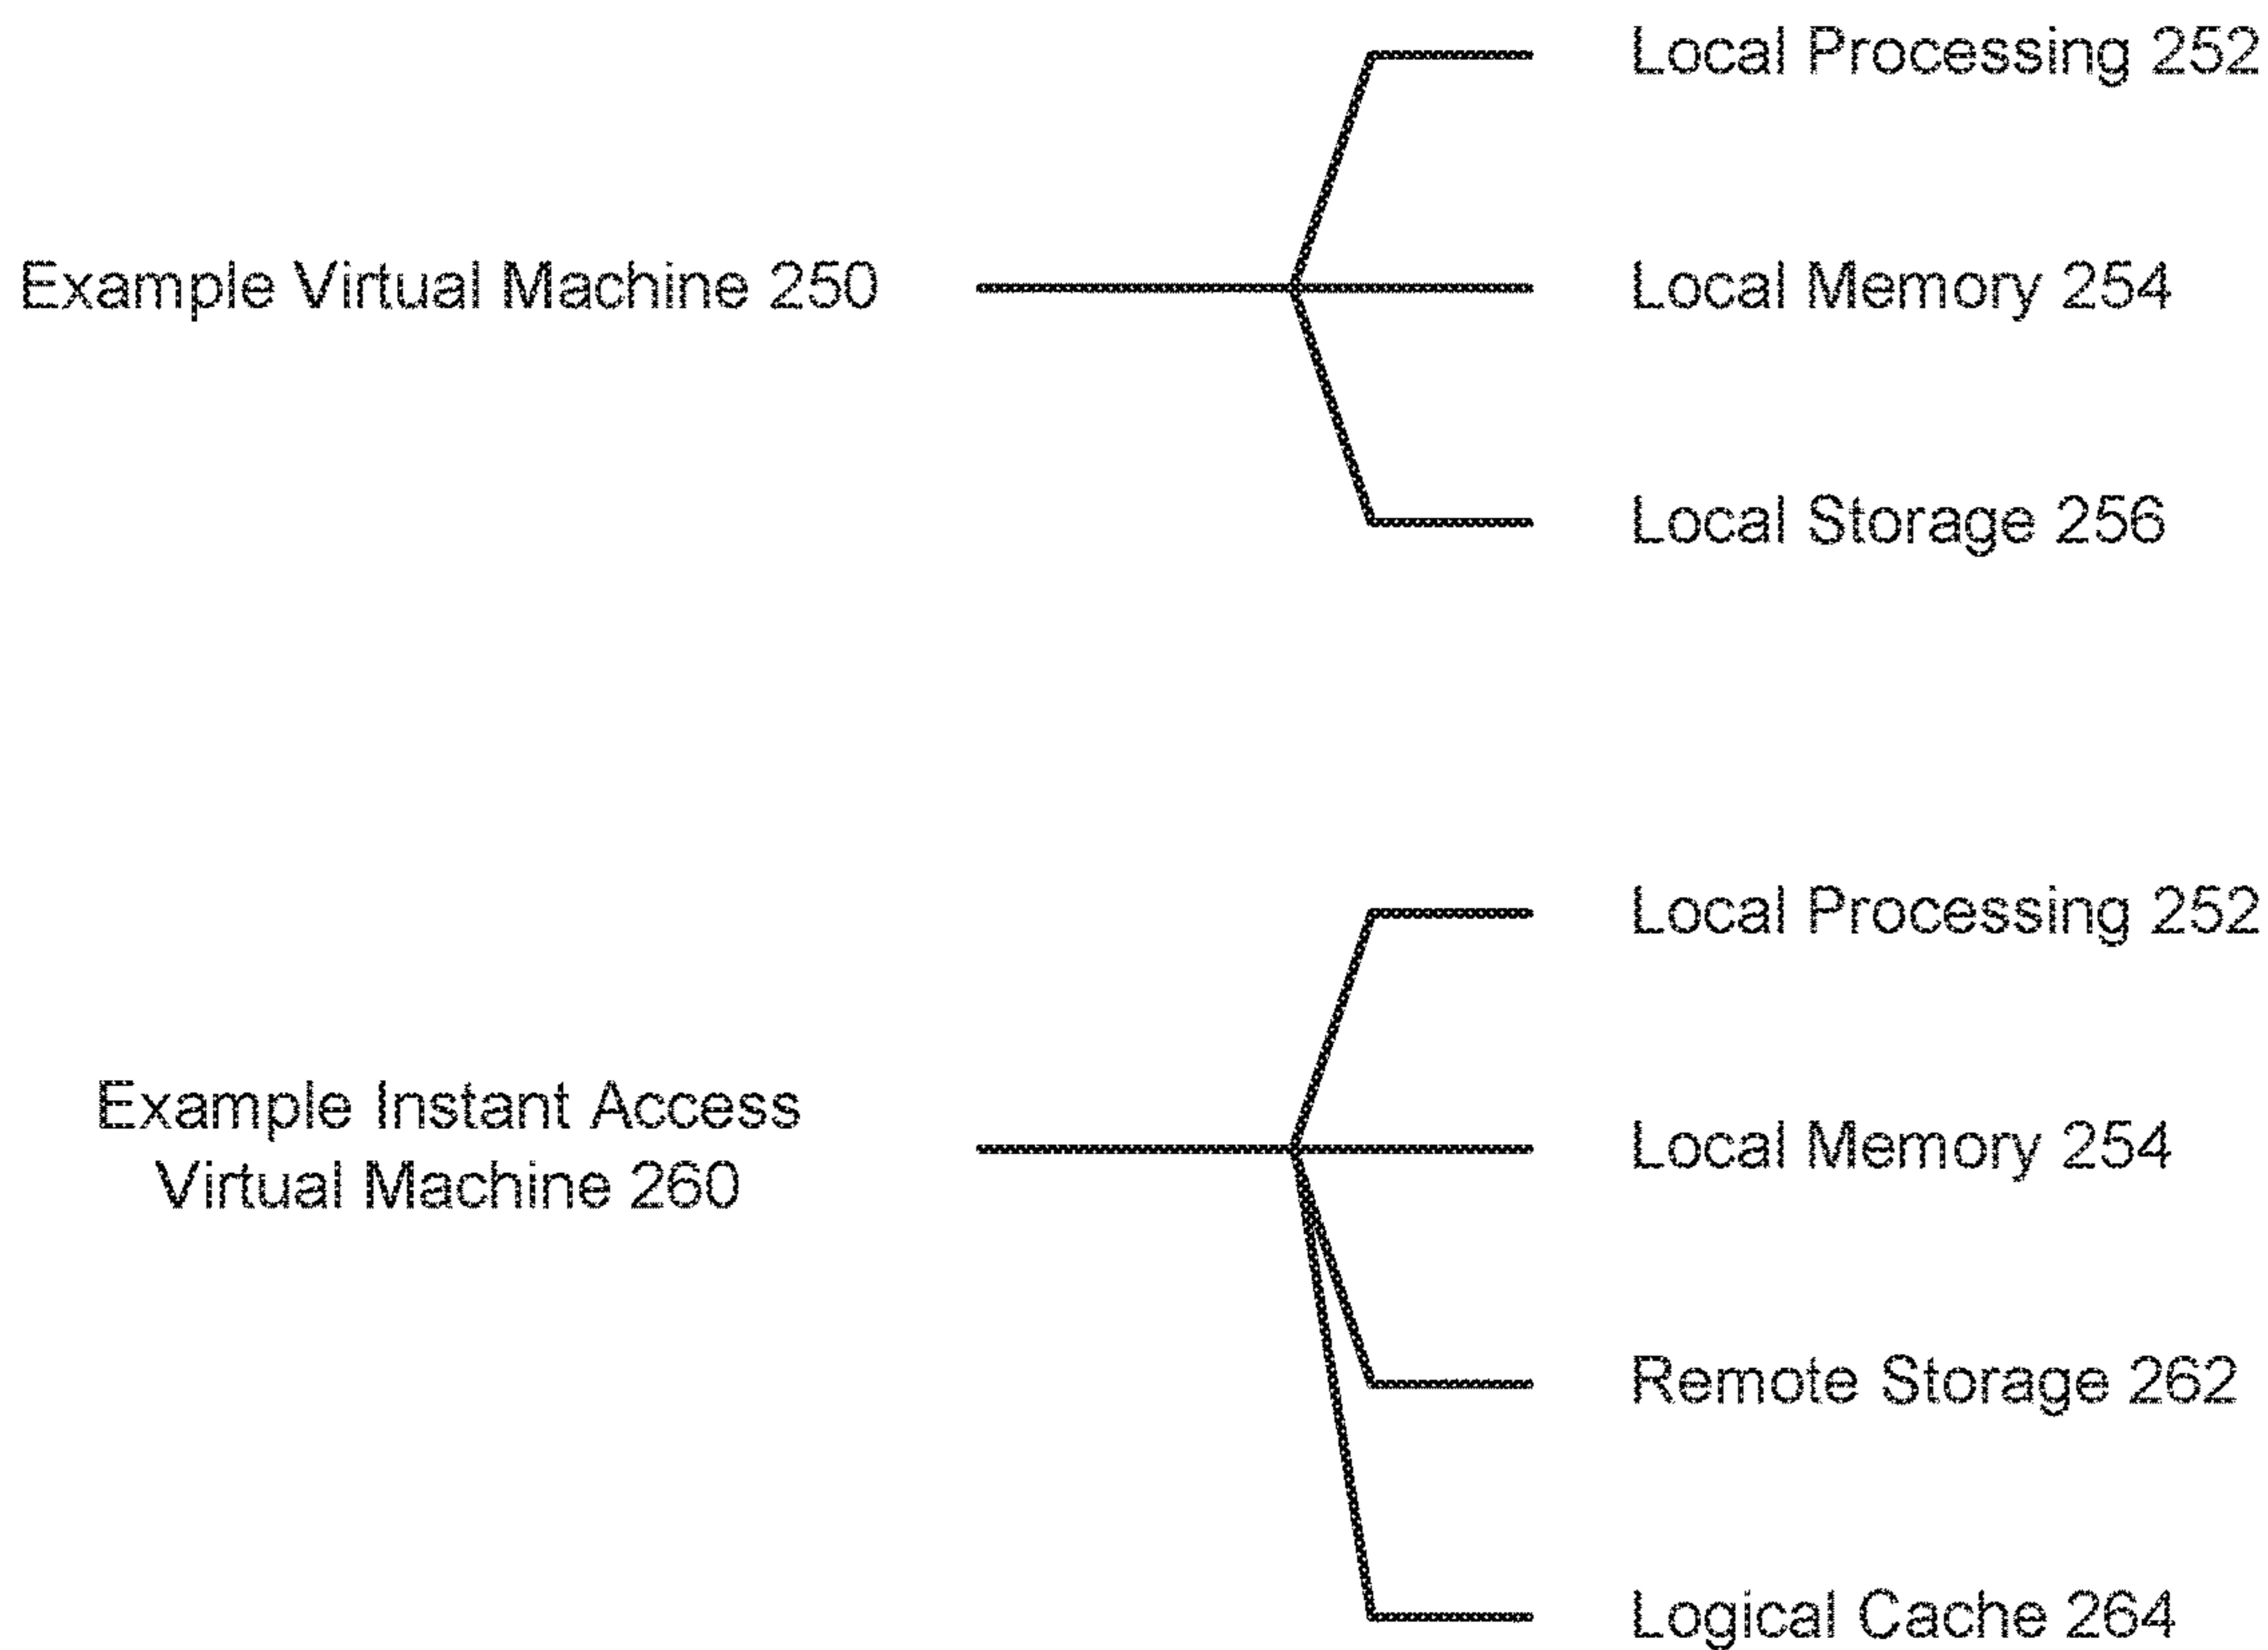 Local Processing 252
Example Virtual Machine 250
Local Memory 254
Local Storage 256
Local Processing 252
Example Instant Access
Virtual Machine 260
Local Memory 254
Remote Storage 262
Logical Cache 264